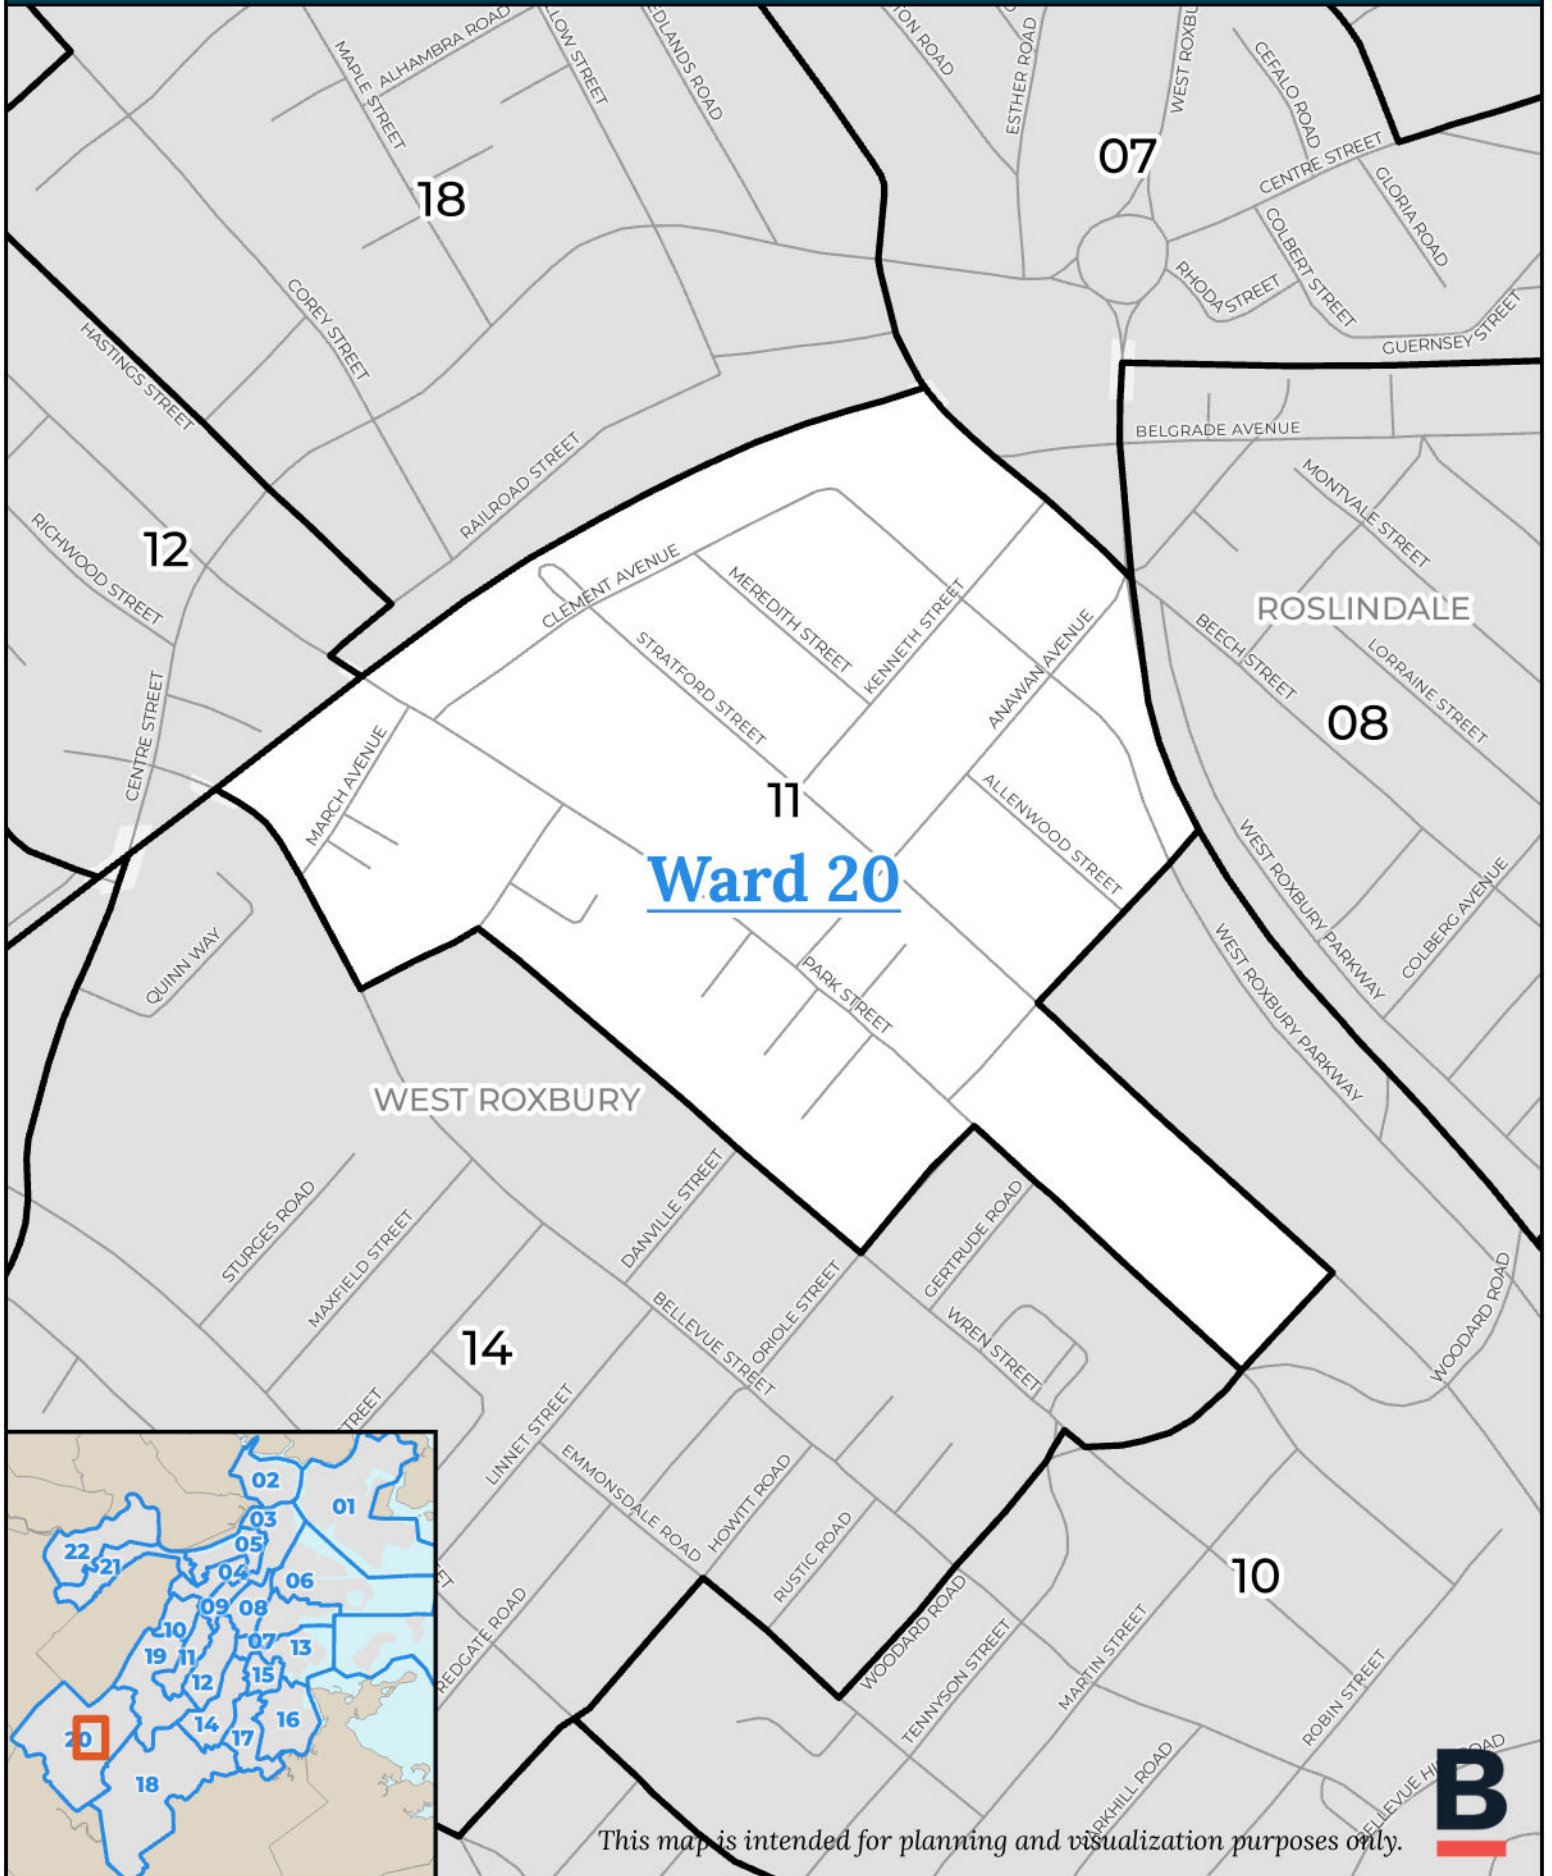 ALHAMBRA ROAD
MAPLE STREET
ESTHER ROAD
CEFALO ROAD
07
CENTRE STREET
GLORIA ROAD
18
COLBERT STREET
RHODA STREET
GUERNSEY STREET
COREY STREET
HASTINGS STREET
BELGRADE AVENUE
RAILROAD STREET
MONTVALE STREET
RICHWOOD STREET
12
CLEMENT AVENUE
MEREDITH STREET
KENNETH STREET
ROSLINDALE
BEECH STREET
LORRAINE STREET
STRATFORD STREET
ANAWAN AVENUE
08
CENTRE STREET
MARCH AVENUE
11
ALLENWOOD STREET
Ward 20
WEST ROXBURY PARKWAY
COLBERG AVENUE
QUINN WAY
PARK STREET
WEST ROXBURY PARKWAY
WEST ROXBURY
DANVILLE STREET
STURGES ROAD
MAXFIELD STREET
GERTRUDE ROAD
ORIOLE STREET
WOODARD ROAD
BELLEVUE STREET
WREN STREET
14
STREET
LINNET STREET
EMMONSDALE ROAD
HOWITT ROAD
RUSTIC ROAD
10
REDGATE ROAD
WOODARD ROAD
TENNYSON STREET
MARTIN STREET
ROBIN STREET
02
01
03
05
22
21
04
06
09
08
10
07
13
19
11
12
15
14
16
20
17
18
B
This map is intended for planning and visualization purposes only.